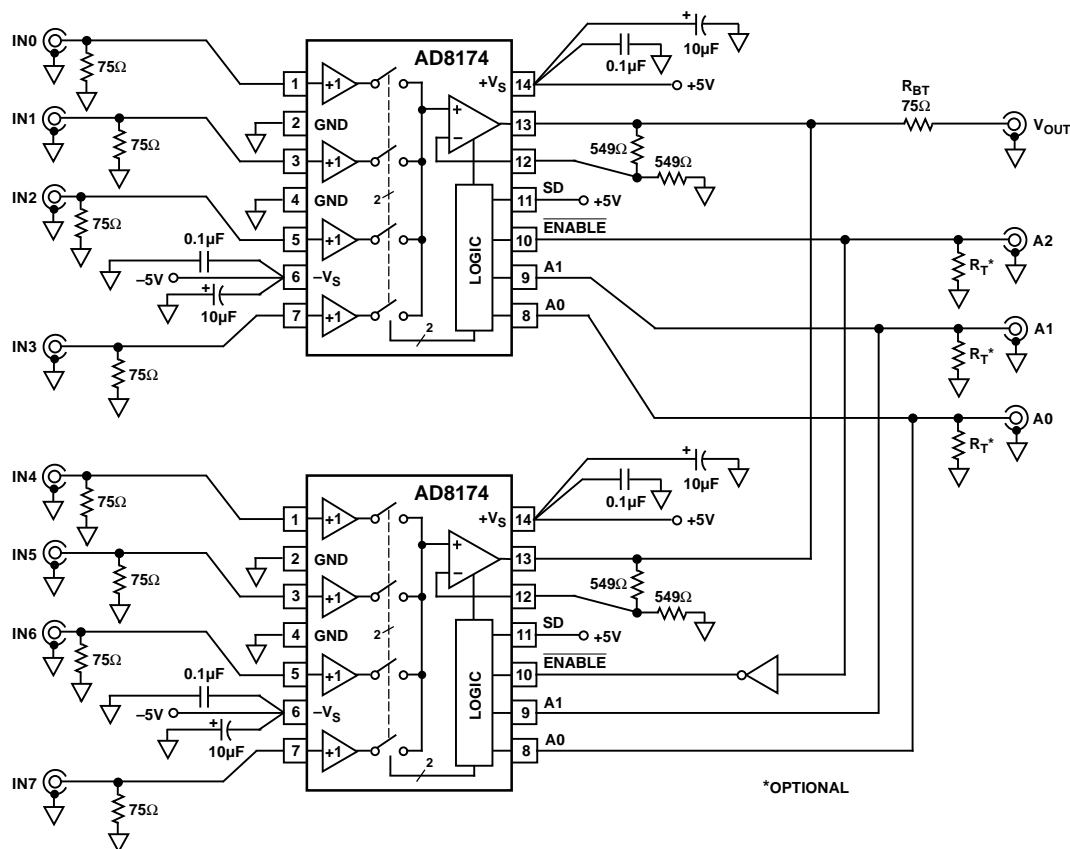 IN0
75Ω
IN1
75Ω
IN2
75Ω
0.1µF
–5V
10µF
IN3
75Ω
AD8174
1
+1
2
GND
3
+1
4
GND
2
5
+1
6
–VS
7
+1
2
+
–
LOGIC
+VS
14
13
12
11
SD
+5V
10
ENABLE
9
A1
8
A0
+
10µF
0.1µF
+5V
+
549Ω
549Ω
RBT
75Ω
VOUT
A2
RT*
A1
RT*
A0
RT*
IN4
75Ω
IN5
75Ω
IN6
75Ω
0.1µF
–5V
+
10µF
IN7
75Ω
AD8174
1
+1
2
GND
3
+1
4
GND
2
5
+1
6
–VS
7
+1
2
+
–
LOGIC
+VS
14
13
12
11
SD
+5V
10
ENABLE
9
A1
8
A0
+
10µF
0.1µF
+5V
549Ω
549Ω
*OPTIONAL